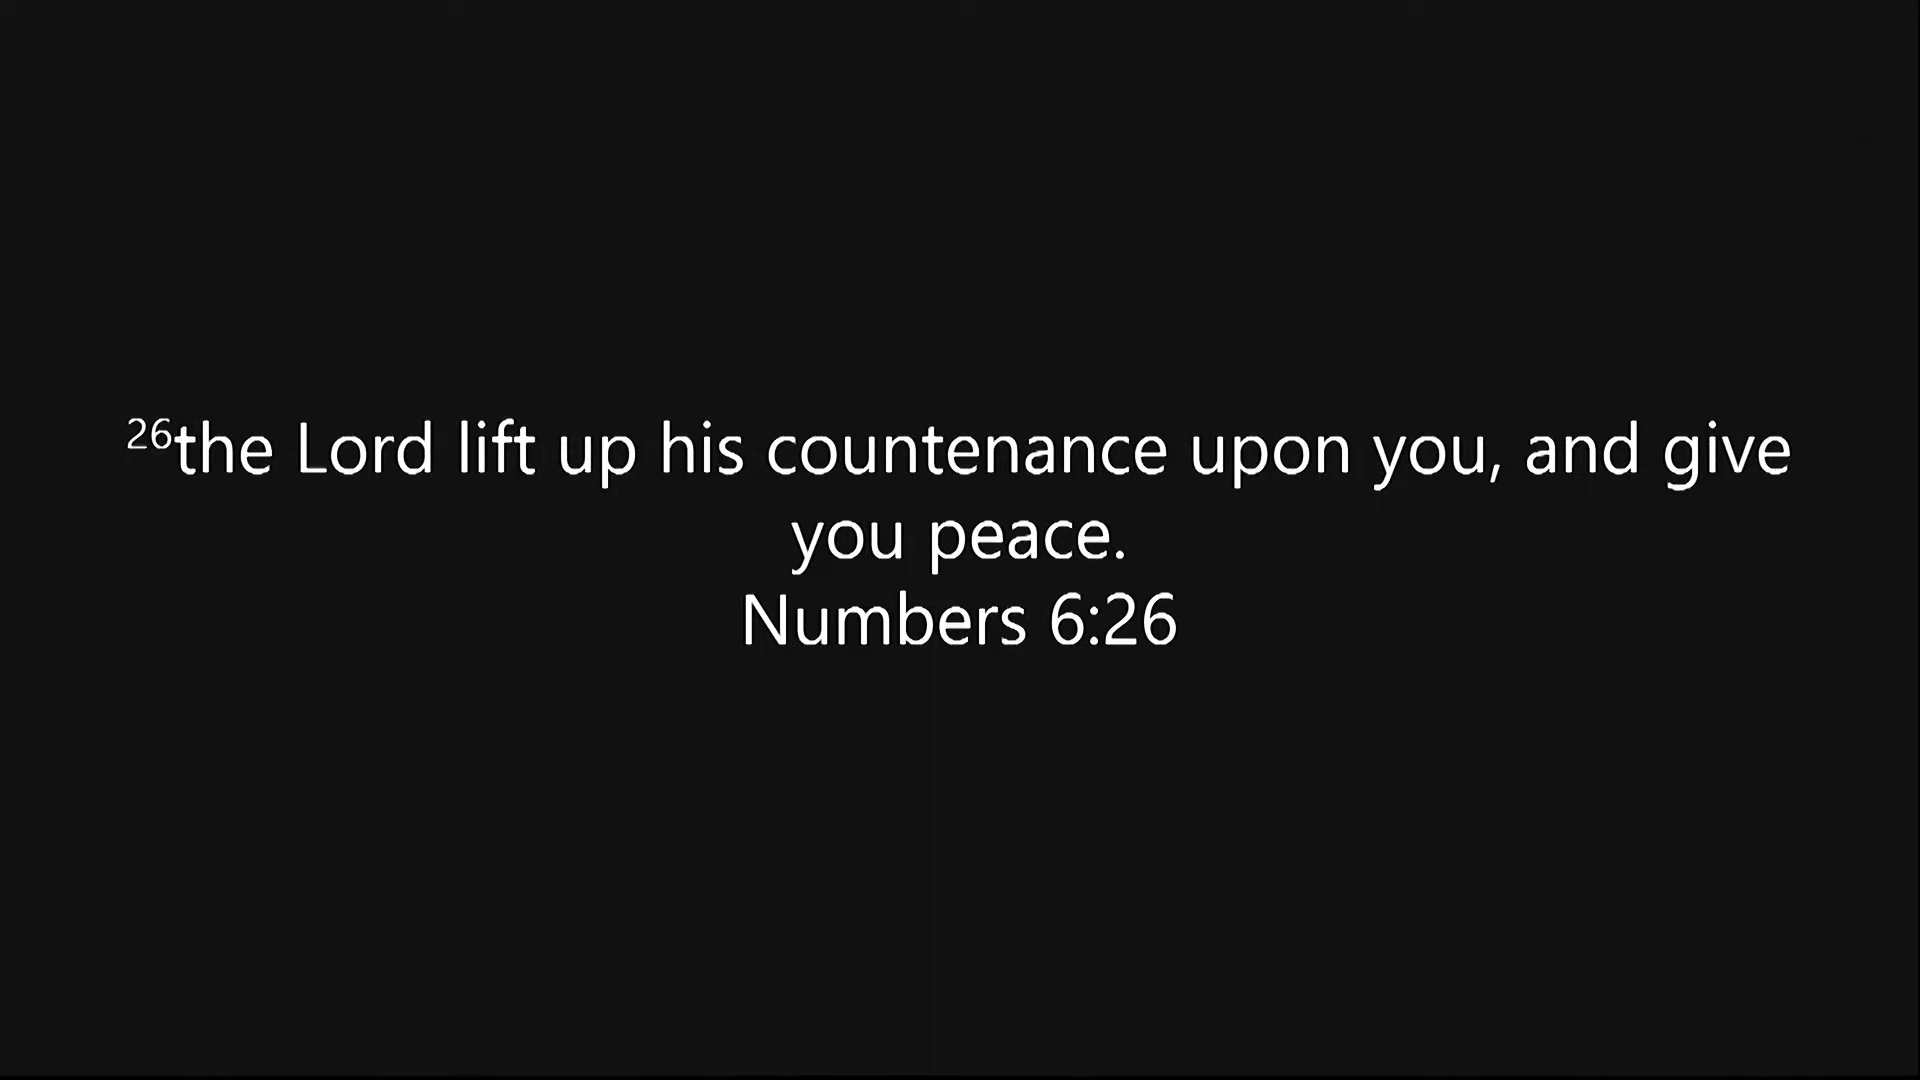 26the Lord lift up his countenance upon you, and give
you peace.
Numbers 6:26